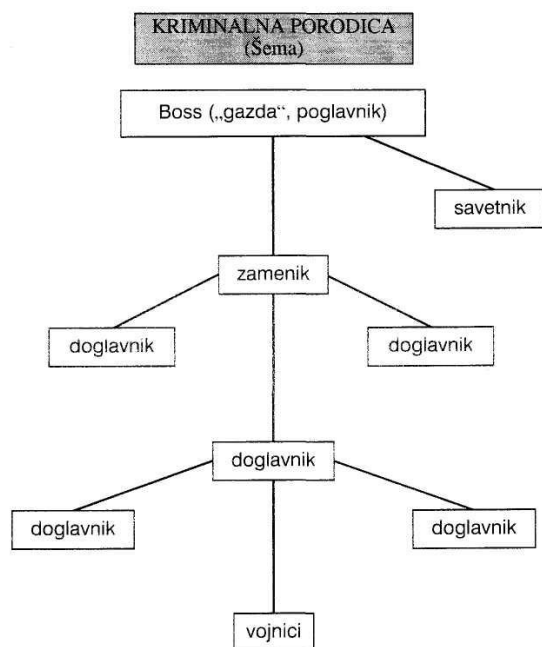 KRIMINALNA PORODICA
(Šema)
Boss („gazda“, poglavnik)
savetnik
zamenik
doglavnik
doglavnik
doglavnik
doglavnik
doglavnik
vojnici